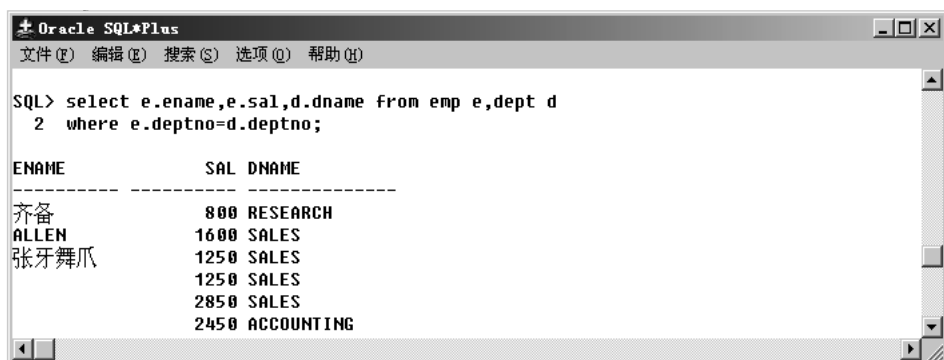 Oracle SQL*Plus
文件(F) 编辑(E) 搜索(S) 选项(O) 帮助(H)
SQL> select e.ename,e.sal,d.dname from emp e,dept d
2 where e.deptno=d.deptno;
ENAME SAL DNAME
---------- ---------- --------------
齐备 800 RESEARCH
ALLEN 1600 SALES
张牙舞爪 1250 SALES
1250 SALES
2850 SALES
2450 ACCOUNTING